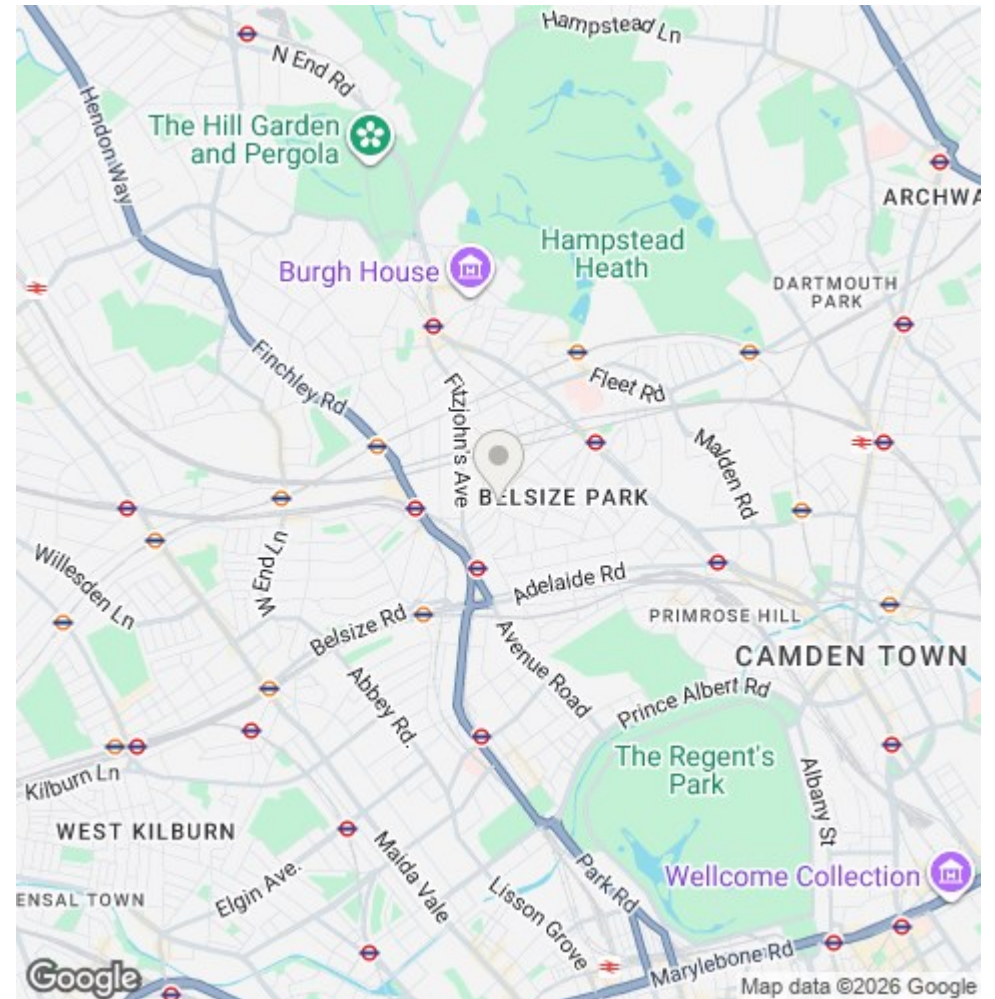 Hampstead Ln
N End Rd
Hendon Way
The Hill Garden
and Pergola
ARCHWA
Hampstead
Heath
Burgh House
DARTMOUTH
PARK
Finchley Rd
Fitzjohn's Ave
Fleet Rd
Malden Rd
BELSIZE PARK
W End Ln
Willesden Ln
Adelaide Rd
Belsize Rd
PRIMROSE HILL
Avenue Road
CAMDEN TOWN
Abbey Rd.
Prince Albert Rd
The Regent's
Park
Albany St
Kilburn Ln
WEST KILBURN
Maida Vale
Elgin Ave.
Park Rd
Wellcome Collection
ENSAL TOWN
Lisson Grove
Marylebone Rd
Google
Map data ©2026 Google